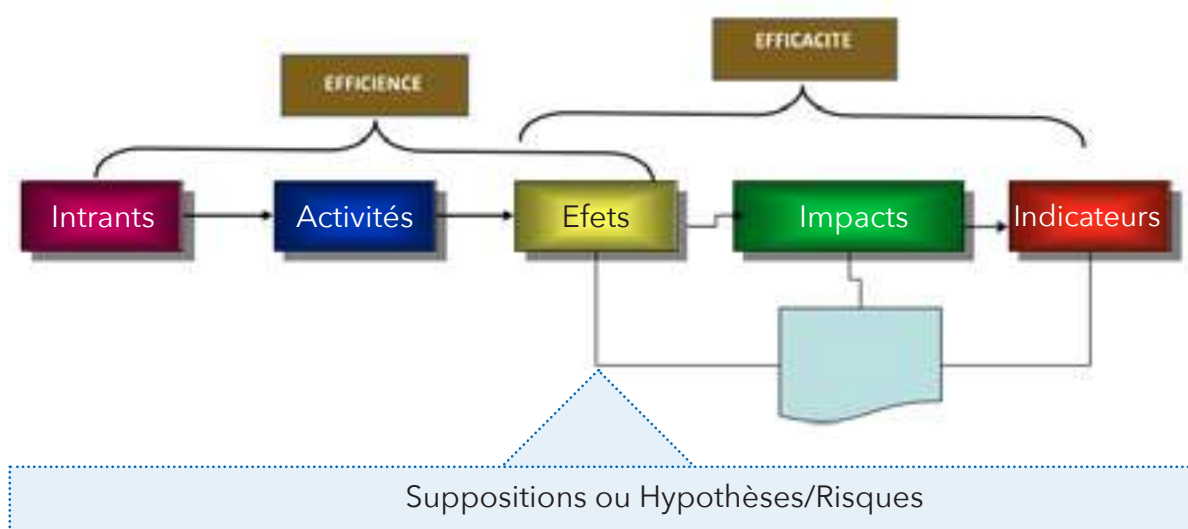 EFFICACITE
EFFICIENCE
Intrants
Activités
Efets
Impacts
Indicateurs
Suppositions ou Hypothèses/Risques